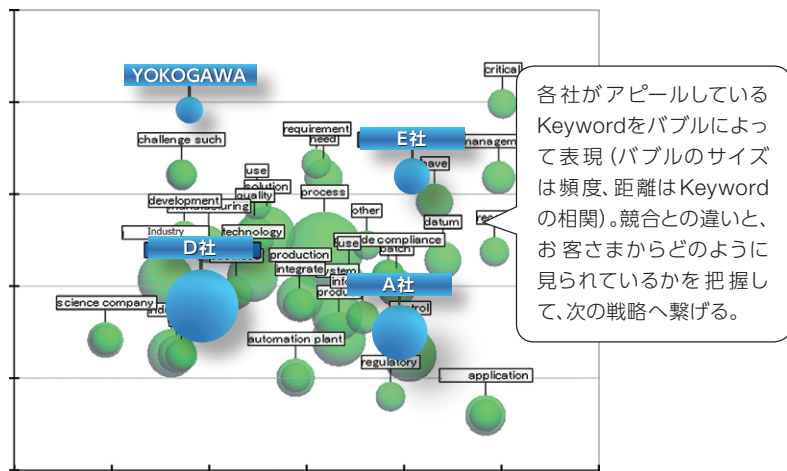 YOKOGAWA
critical
challenge such
requirement
need
E社
managem
use
solution
quality
have
development
manufacturing
process
other
datum
Industry
technology
D社
use
de compliance
batch
production
integrate
system
A社
science company
automation plant
regulatory
application
各社がアピールしている
Keywordをバブルによっ
て表現(バブルのサイズ
は頻度、距離はKeyword
の相関)。競合との違いと、
お客さまからどのように
見られているかを把握し
て、次の戦略へ繋げる。